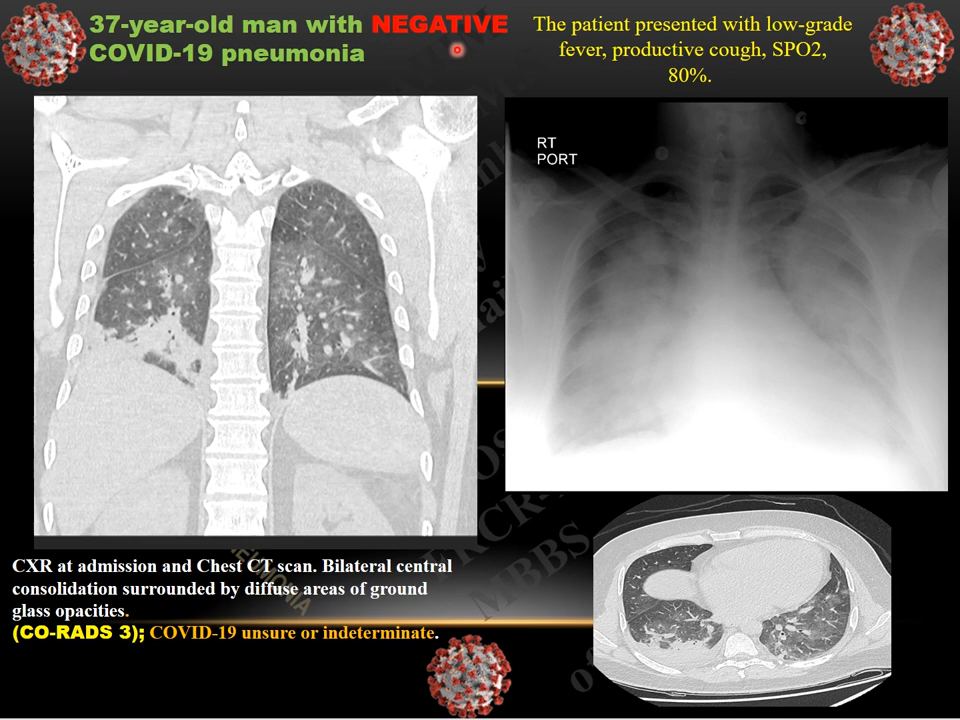 37-year-old man with NEGATIVE
COVID-19 pneumonia
The patient presented with low-grade
fever, productive cough, SPO2,
80%.
RT
PORT
CXR at admission and Chest CT scan. Bilateral central
consolidation surrounded by diffuse areas of ground
glass opacities.
(CO-RADS 3); COVID-19 unsure or indeterminate.
MBBS